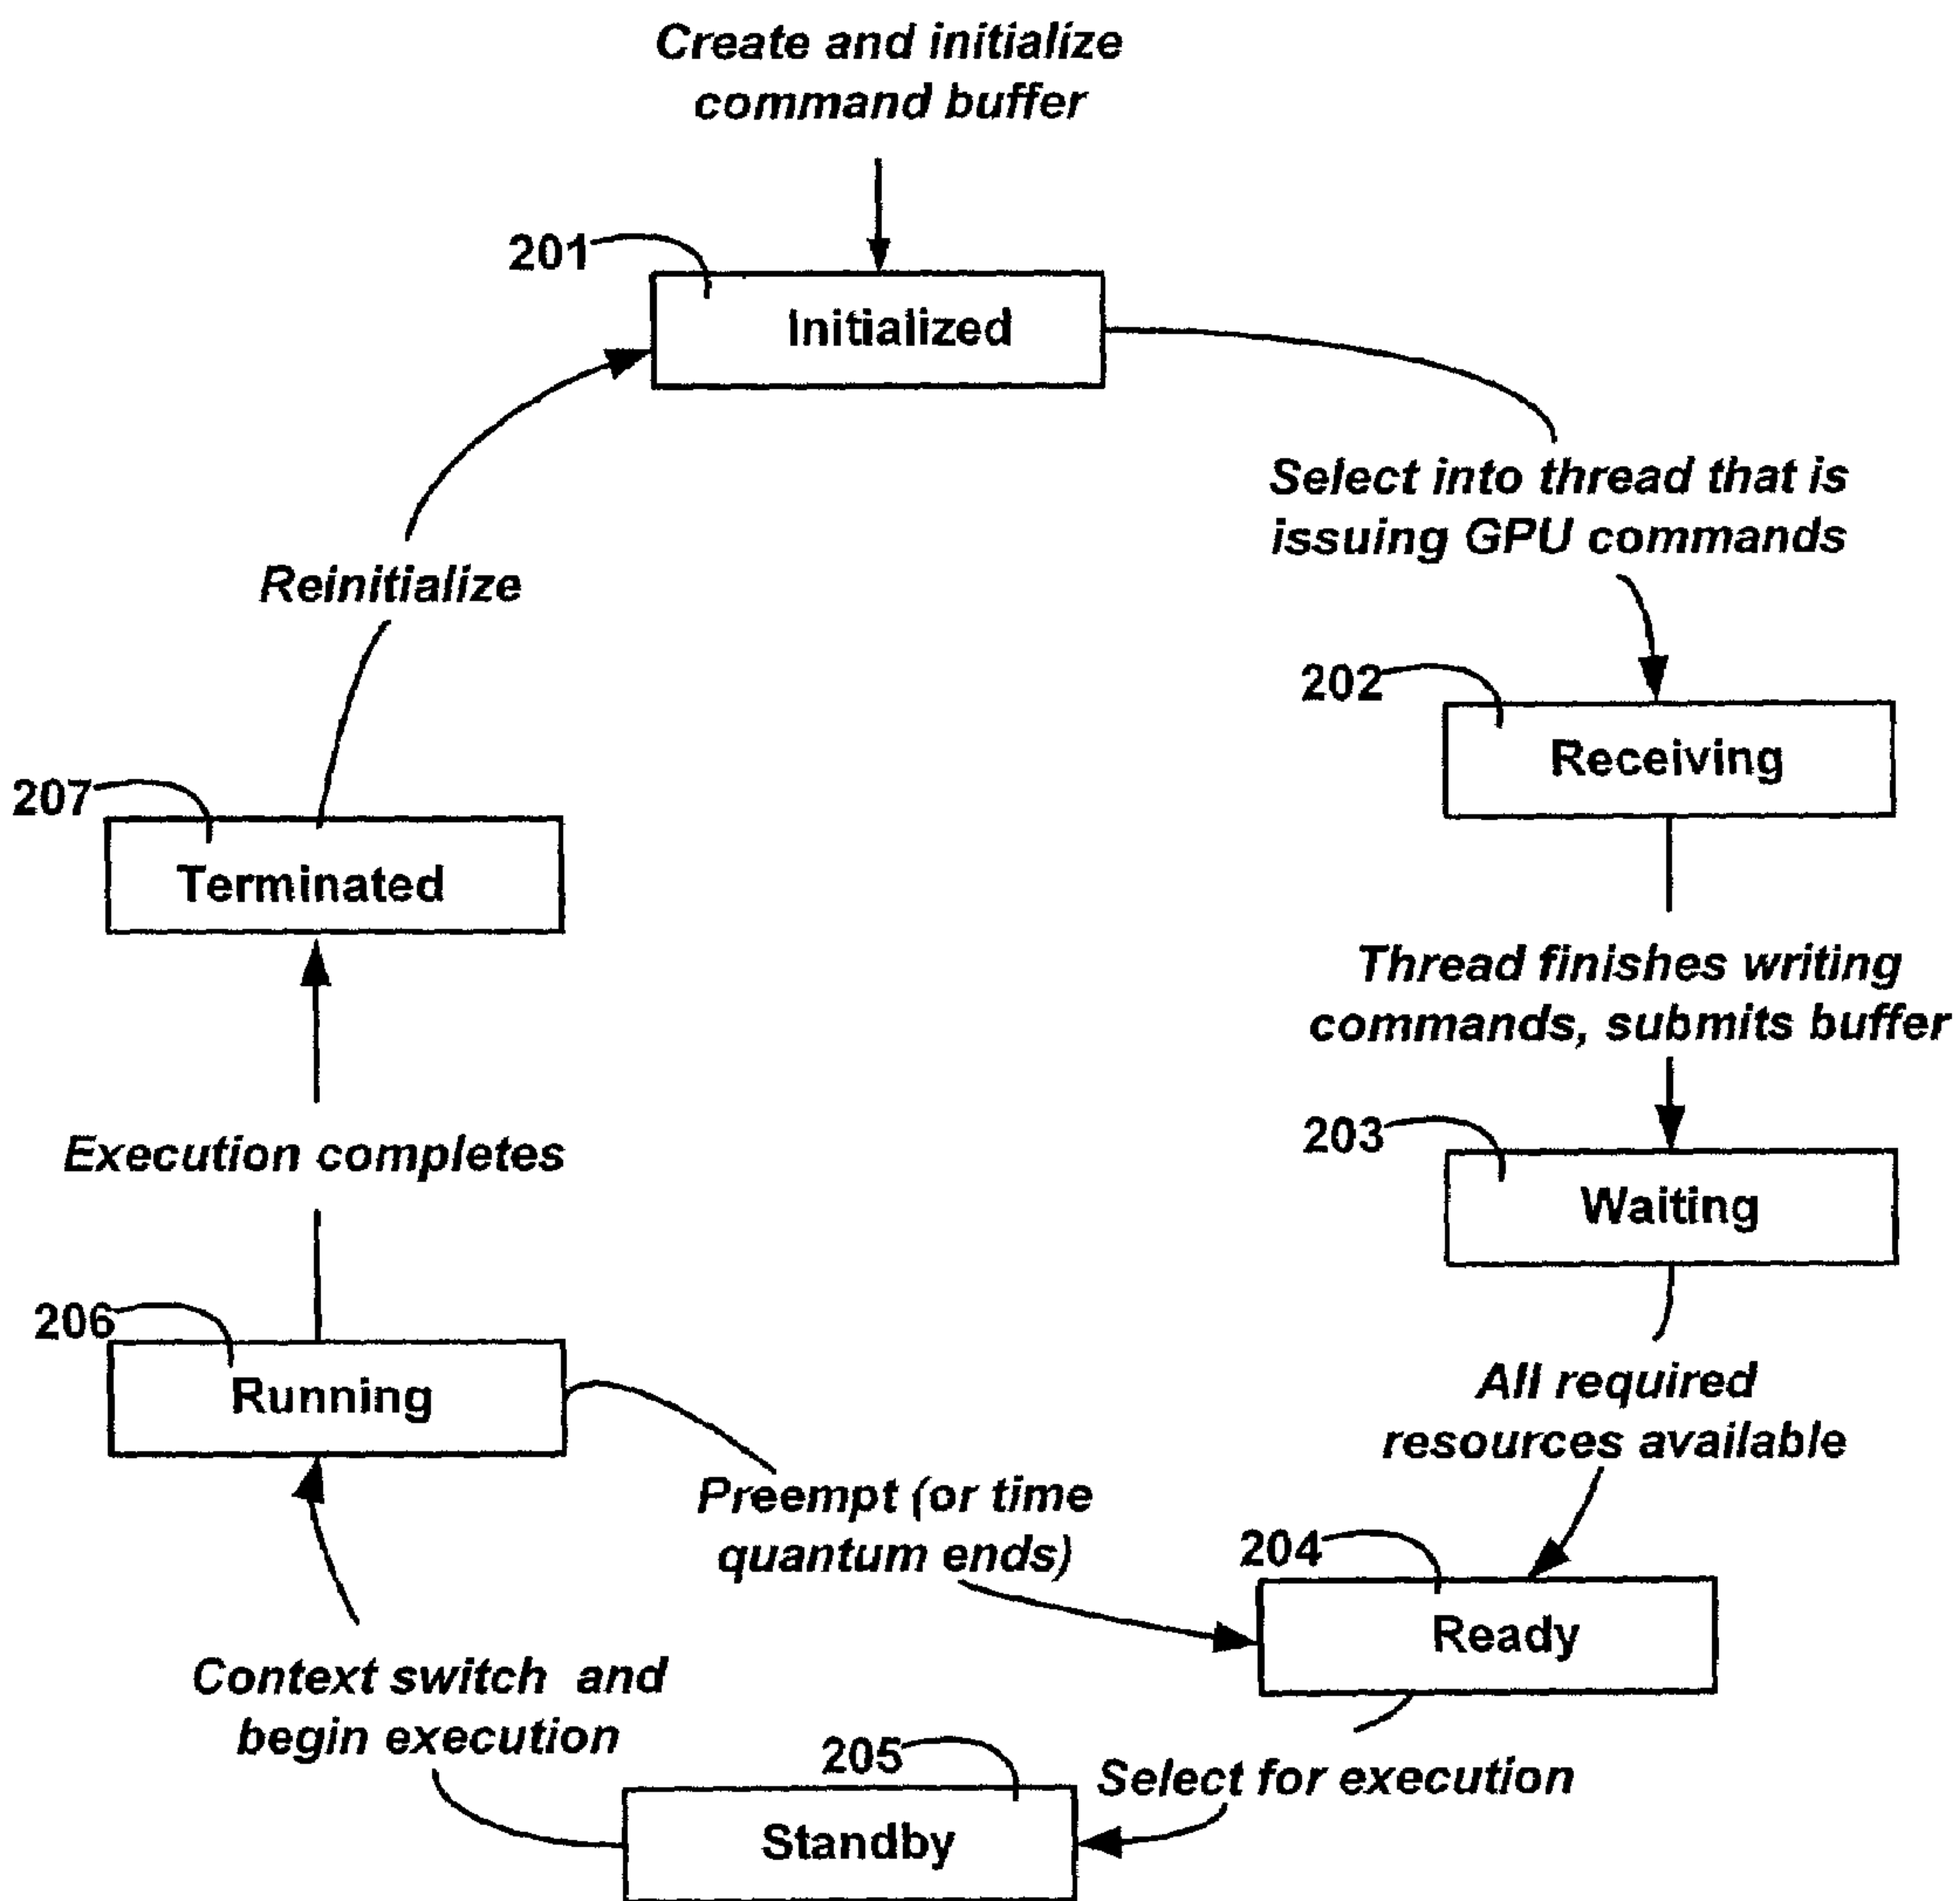 Create and initialize
command buffer
201
Initialized
Select into thread that is
issuing GPU commands
Reinitialize
202
Receiving
207
Terminated
Thread finishes writing
commands, submits buffer
203
Waiting
Execution completes
206
Running
All required
resources available
Preempt (or time
quantum ends)
204
Ready
Context switch and
begin execution
205
Select for execution
Standby